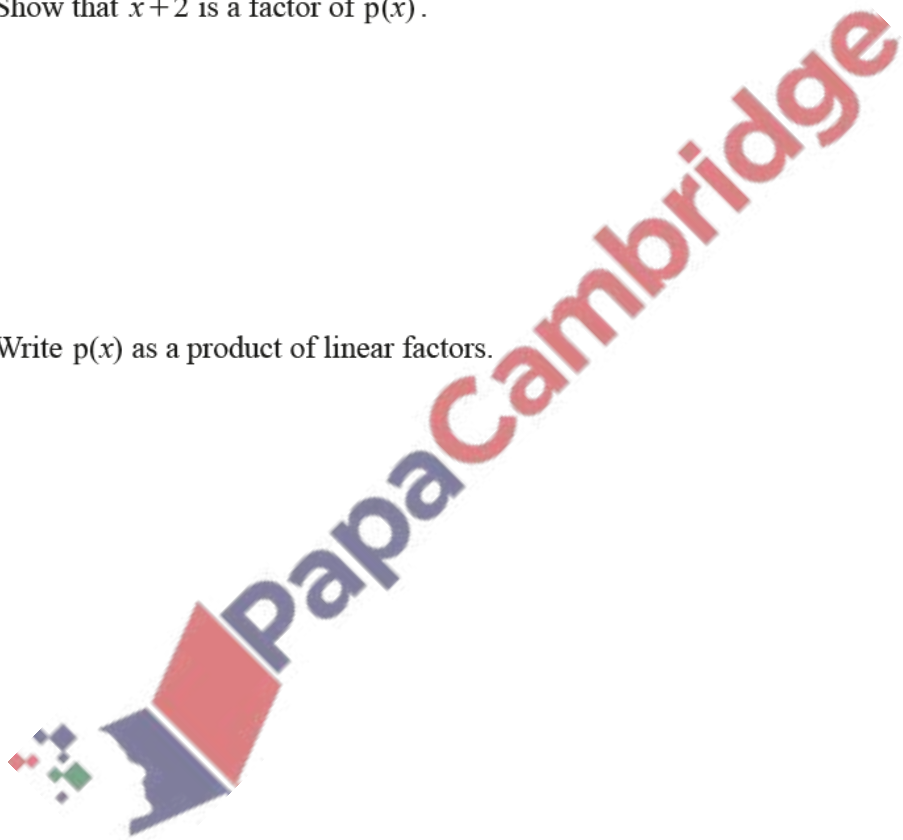 Show that x+2 is a factor of p(x).
Write p(x) as a product of linear factors.
PapaCambridge